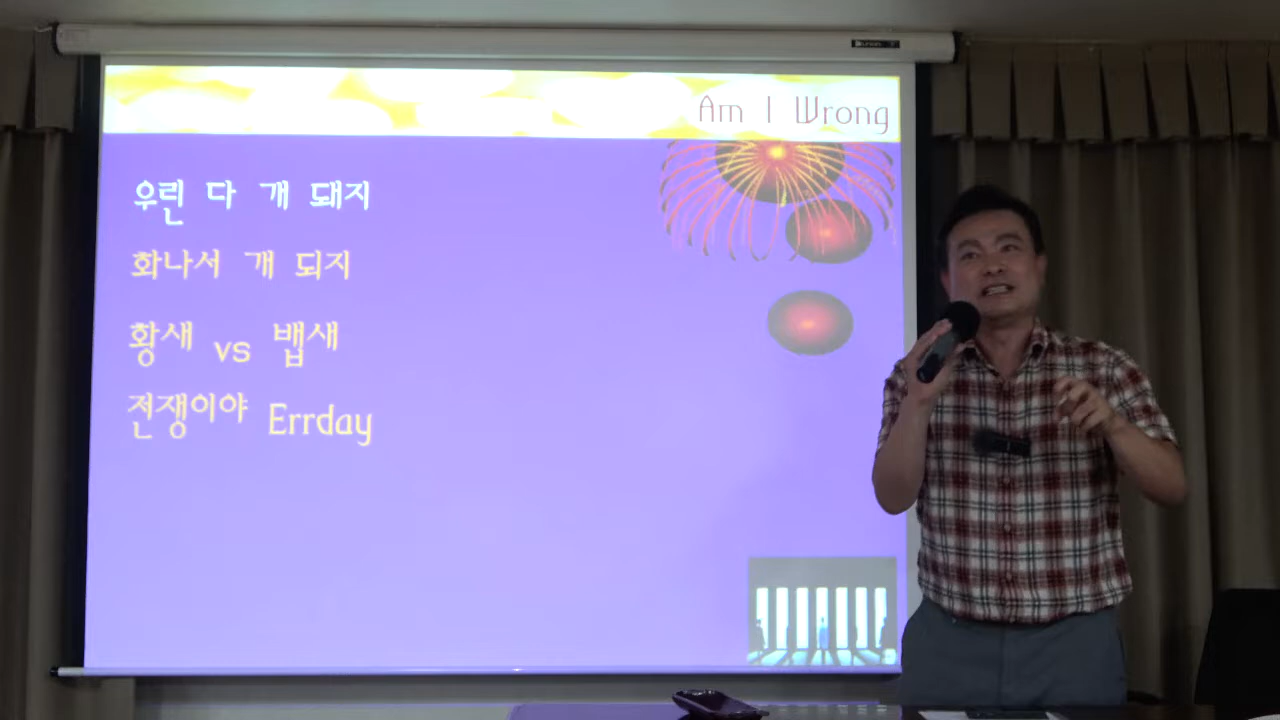 Am I Wrong
우린 다 개 돼지
화나서 개 되지
황새 vs 뱁새
전쟁이야 Errday